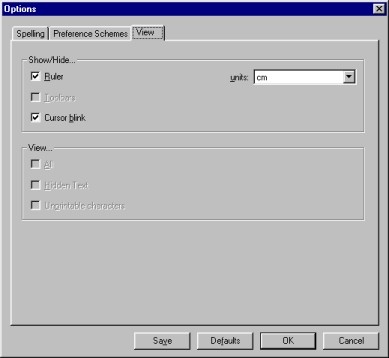 Options
Spelling Preference Schemes View
Show/Hide...
Ruler units: cm
Toolbars
Cursor blink
View...
All
Hidden Text
Unprintable characters
Save Defaults OK Cancel